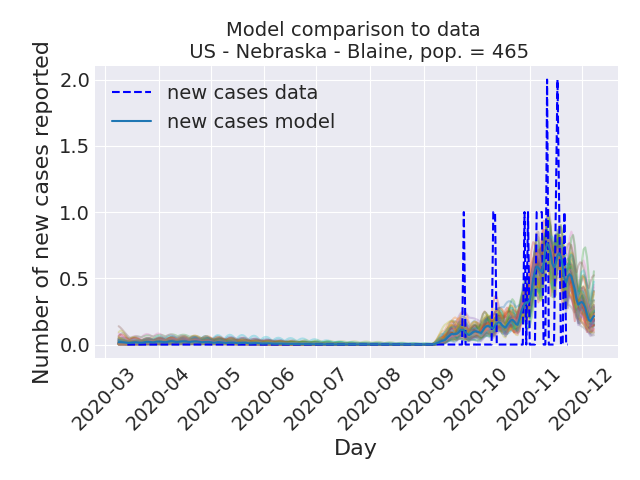 Model comparison to data
US - Nebraska - Blaine, pop. = 465
Number of new cases reported
2.0
1.5
1.0
0.5
0.0
new cases data
new cases model
2020-03
2020-04
2020-05
2020-06
2020-07
2020-08
2020-09
2020-10
2020-11
2020-12
Day